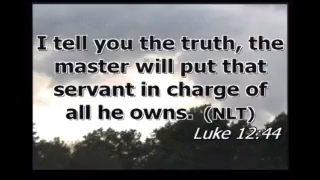 I tell you the truth, the
master will put that
servant in charge of
all he owns. (NLT)
Luke 12:44